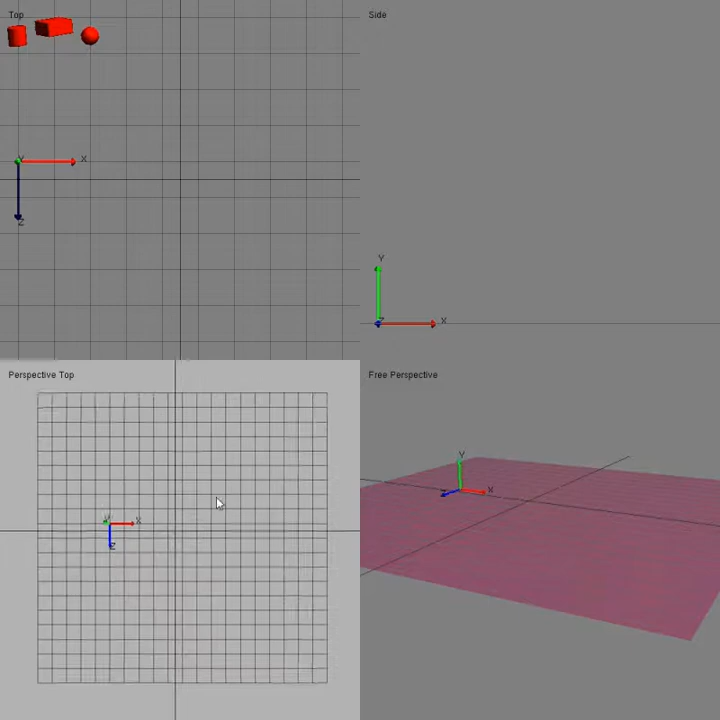 Top
Side
Y X
Z
Y
Z X
Perspective Top
Free Perspective
Y X
Z
Y
Z X